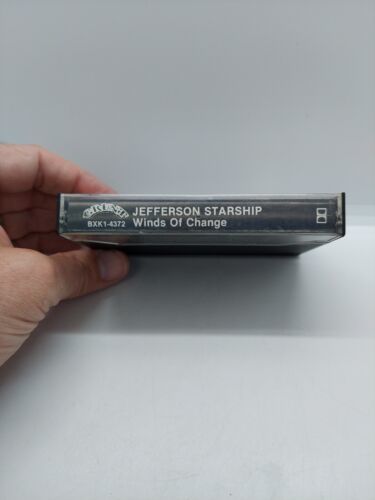 GRUNT
BXK1-4372
JEFFERSON STARSHIP
Winds Of Change